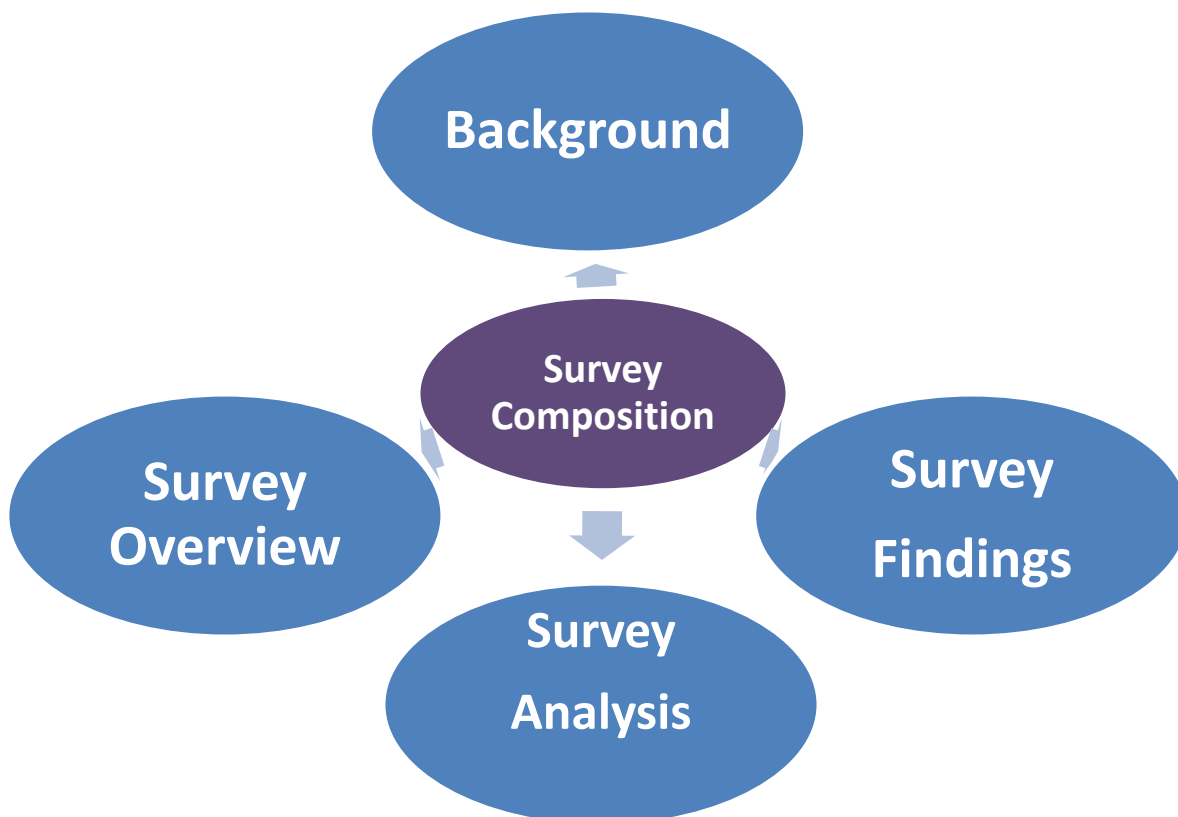 Background
Survey
Composition
Survey
Overview
Survey
Findings
Survey
Analysis